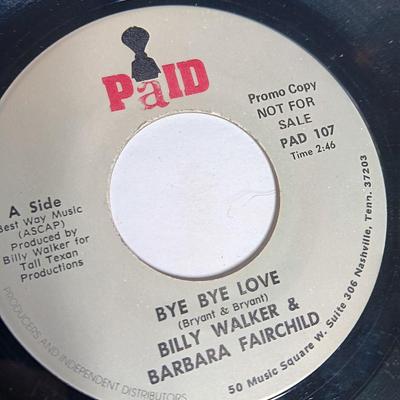 PaID
Promo Copy
NOT FOR
SALE
PAD 107
Time 2:46
A Side
Best Way Music
(ASCAP)
Produced by
Billy Walker for
Tall Texan
Productions
BYE BYE LOVE
(Bryant & Bryant)
BILLY WALKER &
BARBARA FAIRCHILD
PRODUCERS AND INDEPENDENT DISTRIBUTORS
50 Music Square W. Suite 306 Nashville, Tenn. 37203